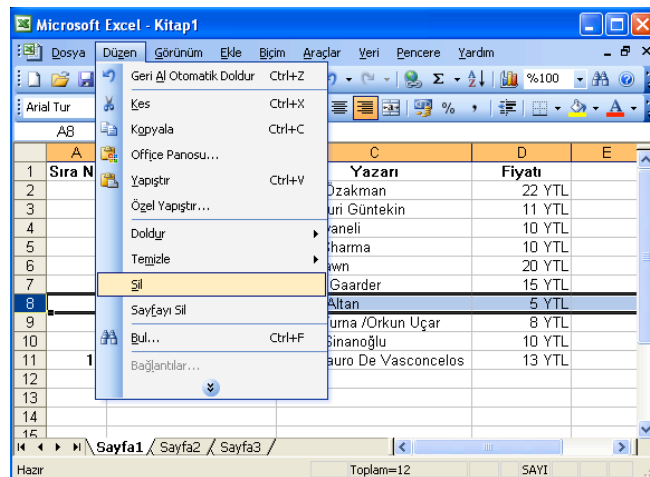 Microsoft Excel - Kitap1
Dosya Düzen Görünüm Ekle Biçim Araçlar Veri Pencere Yardım
Geri Al Otomatik Doldur Ctrl+Z
%100
Arial Tur
Kes Ctrl+X
%
A8
Kopyala Ctrl+C
Office Panosu...
Yapıştır Ctrl+V
Özel Yapıştır...
Doldur
Temizle
Sil
Sayfayı Sil
Bul... Ctrl+F
Bağlantılar...
A C D E
1 Sıra N Yazarı Fiyatı
2 Özakman 22 YTL
3 uri Güntekin 11 YTL
4 vaneli 10 YTL
5 harma 10 YTL
6 awn 20 YTL
7 Gaarder 15 YTL
8 Altan 5 YTL
9 urna /Orkun Uçar 8 YTL
10 Sinanoğlu 10 YTL
11 1 auro De Vasconcelos 13 YTL
12
13
14
15
Sayfa1 Sayfa2 Sayfa3
Hazır Toplam=12 SAYI